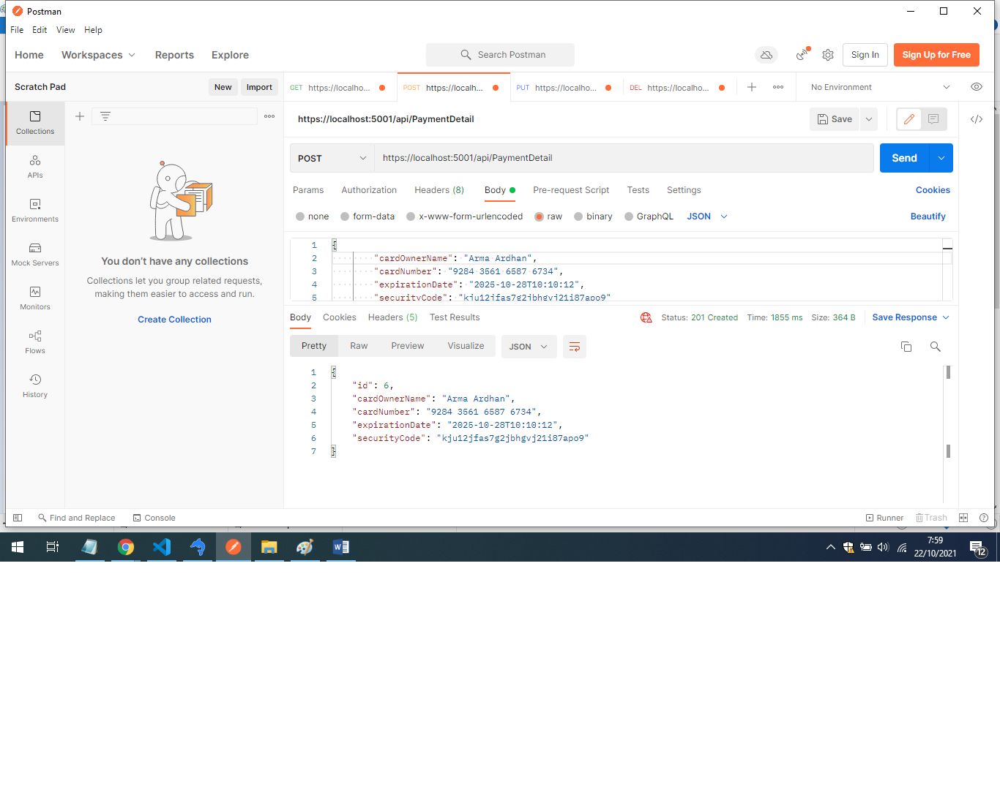 Postman
File Edit View Help
Home Workspaces Reports Explore Search Postman Sign In Sign Up for Free
Scratch Pad New Import GET https://localho... POST https://localh... PUT https://localho... DEL https://localho... No Environment
https://localhost:5001/api/PaymentDetail Save
Collections
POST https://localhost:5001/api/PaymentDetail Send
APIs
Params Authorization Headers (8) Body Pre-request Script Tests Settings Cookies
Environments
none form-data x-www-form-urlencoded raw binary GraphQL JSON Beautify
Mock Servers
Monitors
Flows
History
You don't have any collections
Collections let you group related requests,
making them easier to access and run.
Create Collection
1 {
2 "cardOwnerName": "Arma Ardhan",
3 "cardNumber": "9284 3561 6587 6734",
4 "expirationDate": "2025-10-28T10:10:12",
5 "securityCode": "kju12jfas7g2jbhgvj21i87apo9"
Body Cookies Headers (5) Test Results Status: 201 Created Time: 1855 ms Size: 364 B Save Response
Pretty Raw Preview Visualize JSON
1 {
2 "id": 6,
3 "cardOwnerName": "Arma Ardhan",
4 "cardNumber": "9284 3561 6587 6734",
5 "expirationDate": "2025-10-28T10:10:12",
6 "securityCode": "kju12jfas7g2jbhgvj21i87apo9"
7 }
Find and Replace Console Runner Trash
7:59
22/10/2021
12